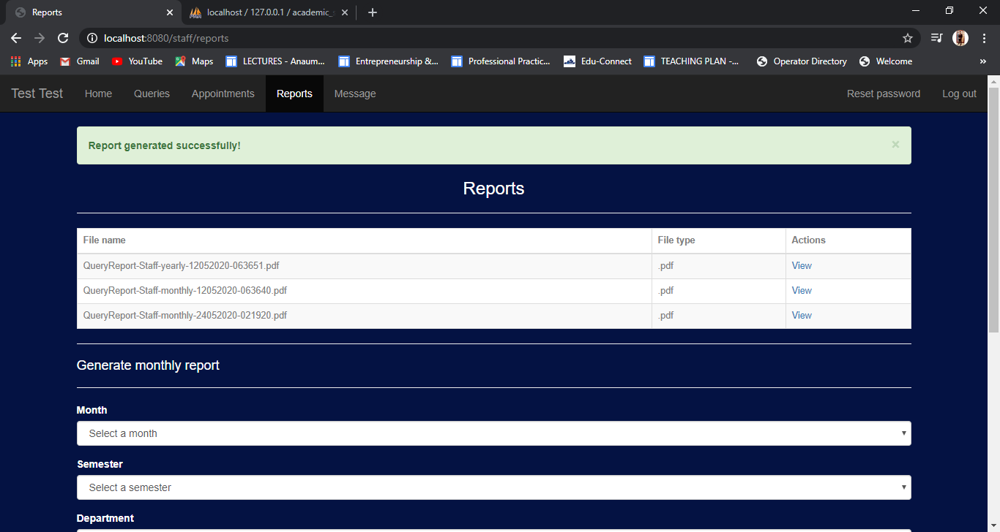 Reports
localhost / 127.0.0.1 / academic_s
localhost:8080/staff/reports
Apps Gmail YouTube Maps LECTURES - Anaum... Entrepreneurship &... Professional Practic... Edu-Connect TEACHING PLAN -... Operator Directory Welcome »
Test Test Home Queries Appointments Reports Message Reset password Log out
Report generated successfully! ×
Reports
File name File type Actions
QueryReport-Staff-yearly-12052020-063651.pdf .pdf View
QueryReport-Staff-monthly-12052020-063640.pdf .pdf View
QueryReport-Staff-monthly-24052020-021920.pdf .pdf View
Generate monthly report
Month
Select a month
Semester
Select a semester
Department